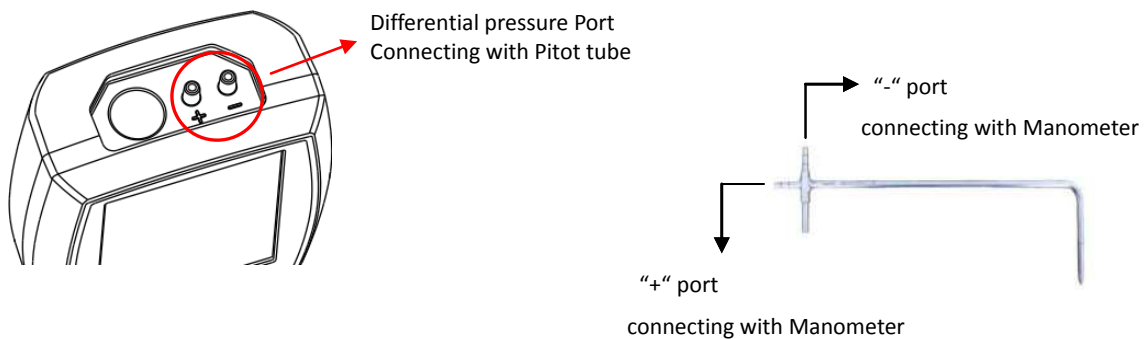 Differential pressure Port
Connecting with Pitot tube
+
-
“-“ port
connecting with Manometer
“+“ port
connecting with Manometer